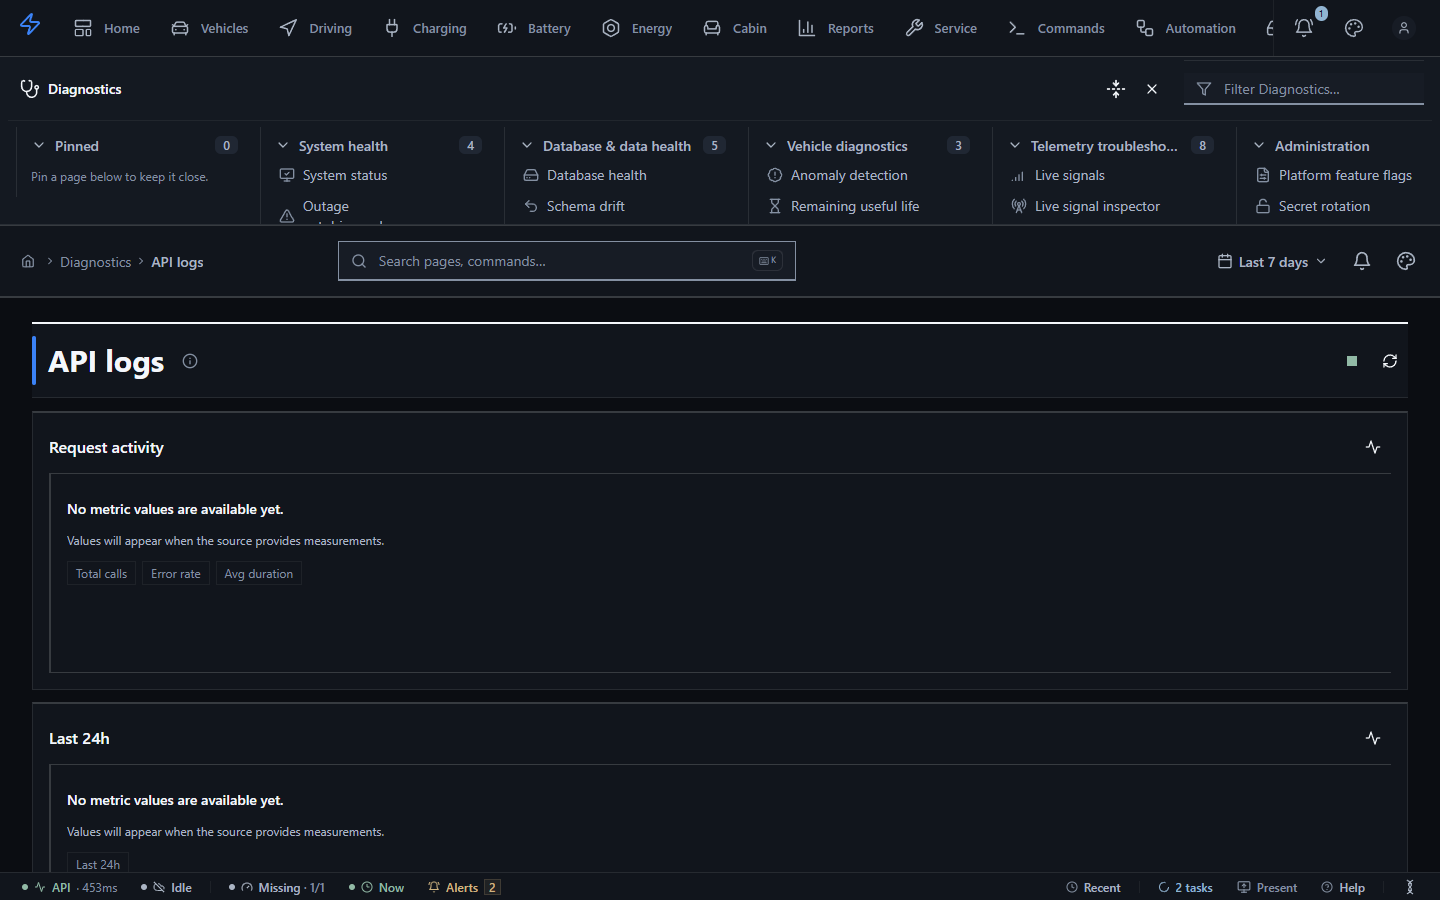 Home Vehicles Driving Charging Battery Energy Cabin Reports Service Commands Automation 1
Diagnostics Filter Diagnostics...
Pinned 0 System health 4 Database & data health 5 Vehicle diagnostics 3 Telemetry troublesho... 8 Administration
Pin a page below to keep it close. System status Database health Anomaly detection Live signals Platform feature flags
Outage Schema drift Remaining useful life Live signal inspector Secret rotation
Diagnostics API logs Search pages, commands... K Last 7 days
API logs
Request activity
No metric values are available yet.
Values will appear when the source provides measurements.
Total calls Error rate Avg duration
Last 24h
No metric values are available yet.
Values will appear when the source provides measurements.
Last 24h
API · 453ms Idle Missing · 1/1 Now Alerts 2 Recent 2 tasks Present Help